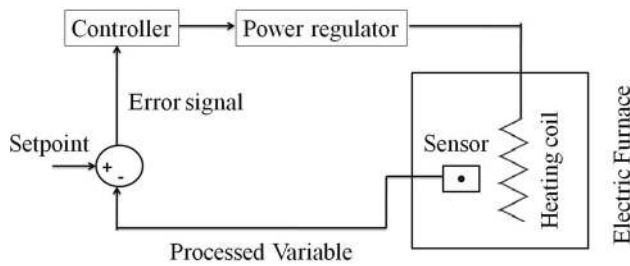 Controller
Power regulator
Error signal
Setpoint
+
-
Sensor
Heating coil
Electric Furnace
Processed Variable